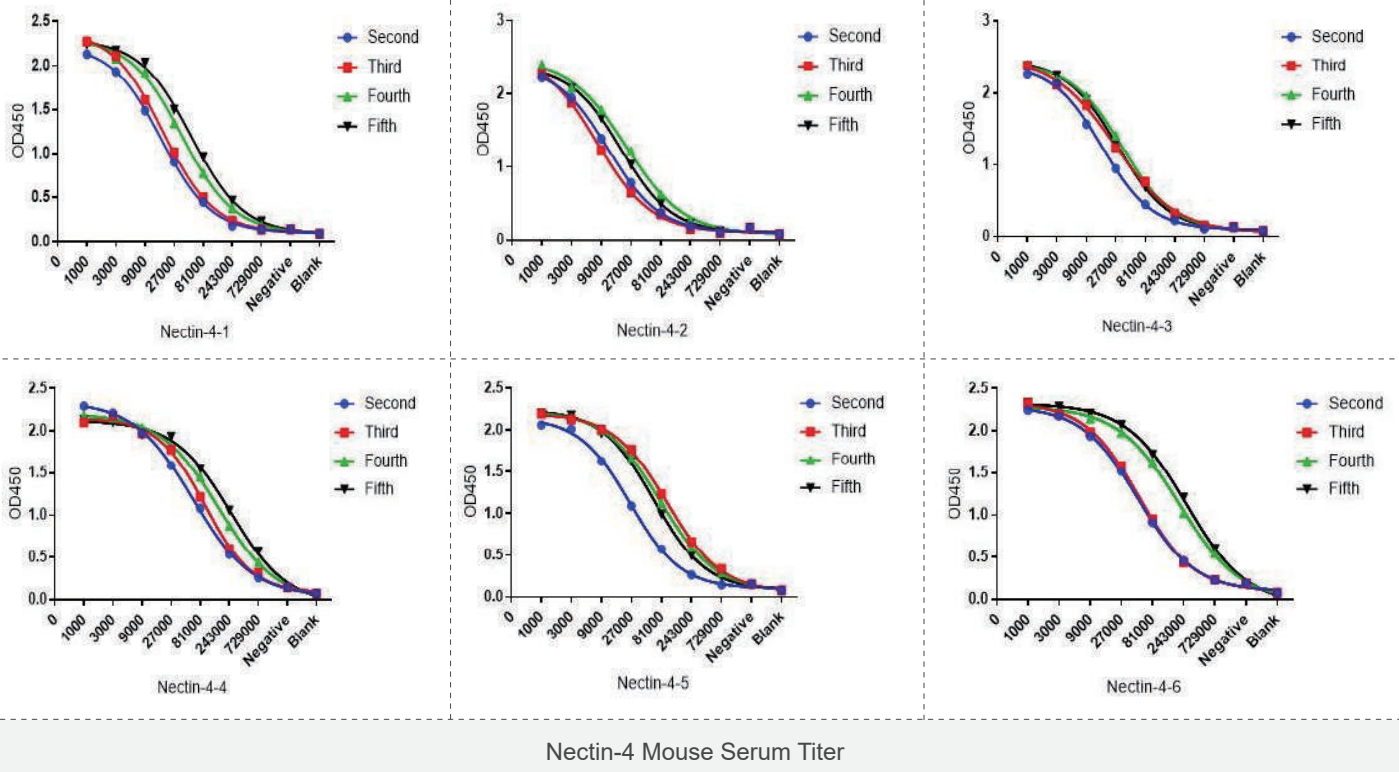 2.5
2.0
1.5
1.0
0.5
0.0
OD450
0
1000
3000
9000
27000
81000
243000
729000
Negative
Blank
Second
Third
Fourth
Fifth
Nectin-4-1
3
2
1
0
OD450
0
1000
3000
9000
27000
81000
243000
729000
Negative
Blank
Second
Third
Fourth
Fifth
Nectin-4-2
3
2
1
0
OD450
0
1000
3000
9000
27000
81000
243000
729000
Negative
Blank
Second
Third
Fourth
Fifth
Nectin-4-3
2.5
2.0
1.5
1.0
0.5
0.0
OD450
0
1000
3000
9000
27000
81000
243000
729000
Negative
Blank
Second
Third
Fourth
Fifth
Nectin-4-4
2.5
2.0
1.5
1.0
0.5
0.0
OD450
0
1000
3000
9000
27000
81000
243000
729000
Negative
Blank
Second
Third
Fourth
Fifth
Nectin-4-5
2.5
2.0
1.5
1.0
0.5
0.0
OD450
0
1000
3000
9000
27000
81000
243000
729000
Negative
Blank
Second
Third
Fourth
Fifth
Nectin-4-6
Nectin-4 Mouse Serum Titer